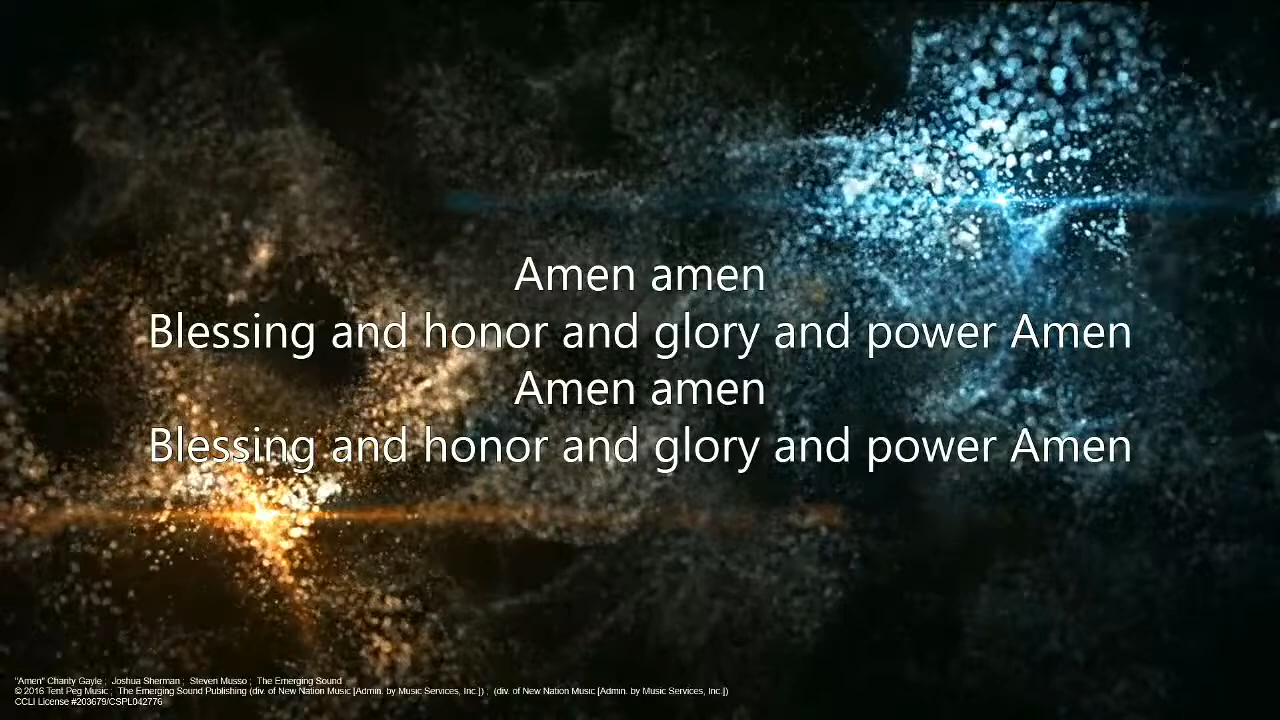 Amen amen
Blessing and honor and glory and power Amen
Amen amen
Blessing and honor and glory and power Amen
"Amen" Charity Gayle ; Joshua Sherman ; Steven Musso ; The Emerging Sound
© 2016 Tent Peg Music ; The Emerging Sound Publishing (div. of New Nation Music [Admin. by Music Services, Inc.]) ; (div. of New Nation Music [Admin. by Music Services, Inc.])
CCLI License #203679/CSPL042776